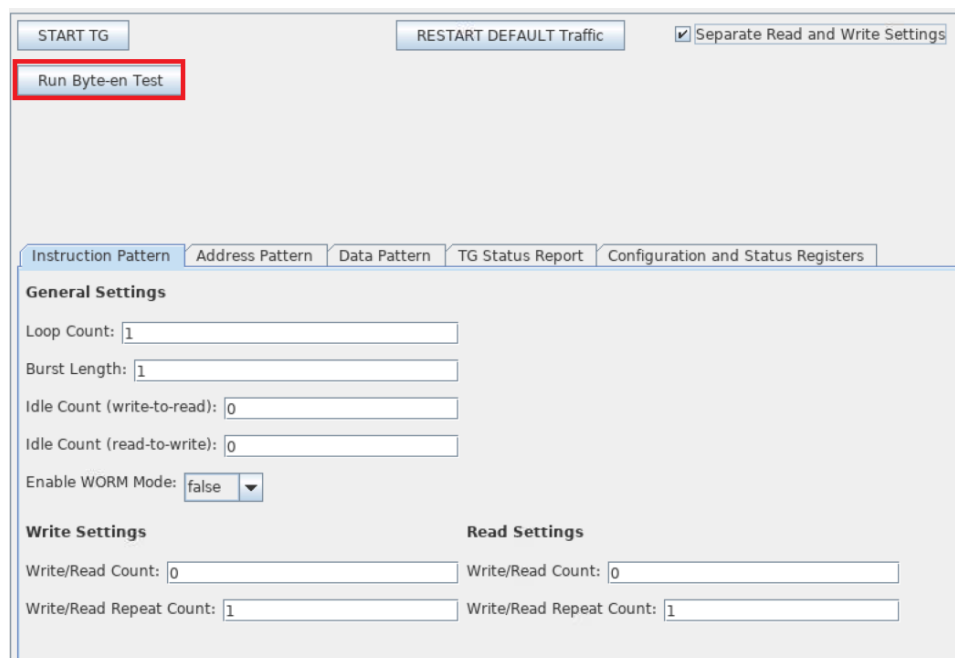 START TG RESTART DEFAULT Traffic Separate Read and Write Settings
Run Byte-en Test
Instruction Pattern Address Pattern Data Pattern TG Status Report Configuration and Status Registers
General Settings
Loop Count: 1
Burst Length: 1
Idle Count (write-to-read): 0
Idle Count (read-to-write): 0
Enable WORM Mode: false
Write Settings Read Settings
Write/Read Count: 0 Write/Read Count: 0
Write/Read Repeat Count: 1 Write/Read Repeat Count: 1